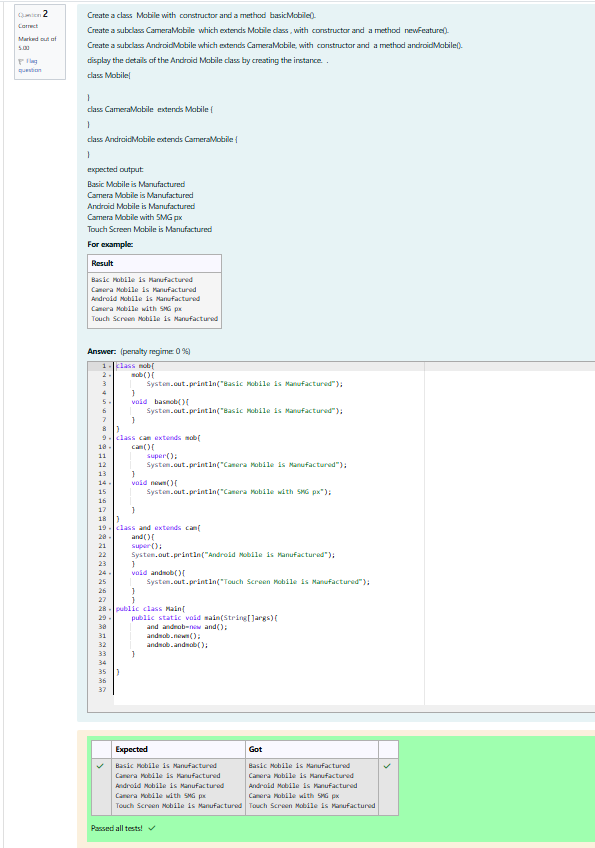 Question 2
Correct
Marked out of
5.00
Flag
question
Create a class Mobile with constructor and a method basicMobile().
Create a subclass CameraMobile which extends Mobile class , with constructor and a method newFeature().
Create a subclass AndroidMobile which extends CameraMobile, with constructor and a method androidMobile().
display the details of the Android Mobile class by creating the instance. .
class Mobile{
}
class CameraMobile extends Mobile {
}
class AndroidMobile extends CameraMobile {
}
expected output:
Basic Mobile is Manufactured
Camera Mobile is Manufactured
Android Mobile is Manufactured
Camera Mobile with 5MG px
Touch Screen Mobile is Manufactured
For example:
Result
Basic Mobile is Manufactured
Camera Mobile is Manufactured
Android Mobile is Manufactured
Camera Mobile with 5MG px
Touch Screen Mobile is Manufactured
Answer: (penalty regime: 0 %)
1 class mob{
2 mob(){
3 System.out.println("Basic Mobile is Manufactured");
4 }
5 void basmob(){
6 System.out.println("Basic Mobile is Manufactured");
7 }
8 }
9 class cam extends mob{
10 cam(){
11 super();
12 System.out.println("Camera Mobile is Manufactured");
13 }
14 void newm(){
15 System.out.println("Camera Mobile with 5MG px");
16
17 }
18 }
19 class and extends cam{
20 and(){
21 super();
22 System.out.println("Android Mobile is Manufactured");
23 }
24 void andmob(){
25 System.out.println("Touch Screen Mobile is Manufactured");
26 }
27 }
28 public class Main{
29 public static void main(String[]args){
30 and andmob=new and();
31 andmob.newm();
32 andmob.andmob();
33 }
34
35 }
36
37
Expected Got
Basic Mobile is Manufactured Basic Mobile is Manufactured
Camera Mobile is Manufactured Camera Mobile is Manufactured
Android Mobile is Manufactured Android Mobile is Manufactured
Camera Mobile with 5MG px Camera Mobile with 5MG px
Touch Screen Mobile is Manufactured Touch Screen Mobile is Manufactured
Passed all tests!